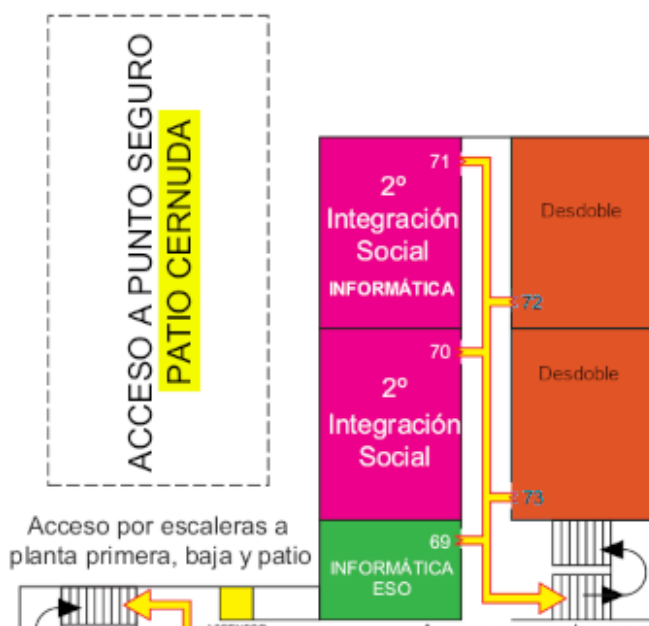 ACCESO A PUNTO SEGURO
PATIO CERNUDA
71
2º
Integración
Social
INFORMÁTICA
Desdoble
72
70
2º
Integración
Social
Desdoble
73
69
INFORMÁTICA
ESO
Acceso por escaleras a
planta primera, baja y patio